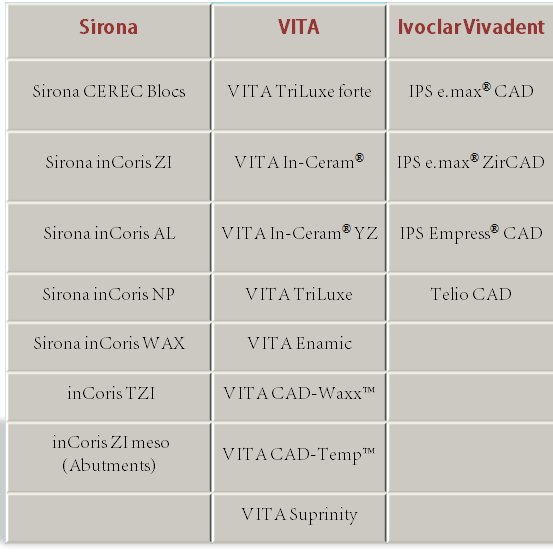 Sirona VITA Ivoclar Vivadent
Sirona CEREC Blocs VITA TriLuxe forte IPS e.max® CAD
Sirona inCoris ZI VITA In-Ceram® IPS e.max® ZirCAD
Sirona inCoris AL VITA In-Ceram® YZ IPS Empress® CAD
Sirona inCoris NP VITA TriLuxe Telio CAD
Sirona inCoris WAX VITA Enamic
inCoris TZI VITA CAD-Waxx™
inCoris ZI meso
(Abutments) VITA CAD-Temp™
VITA Suprinity